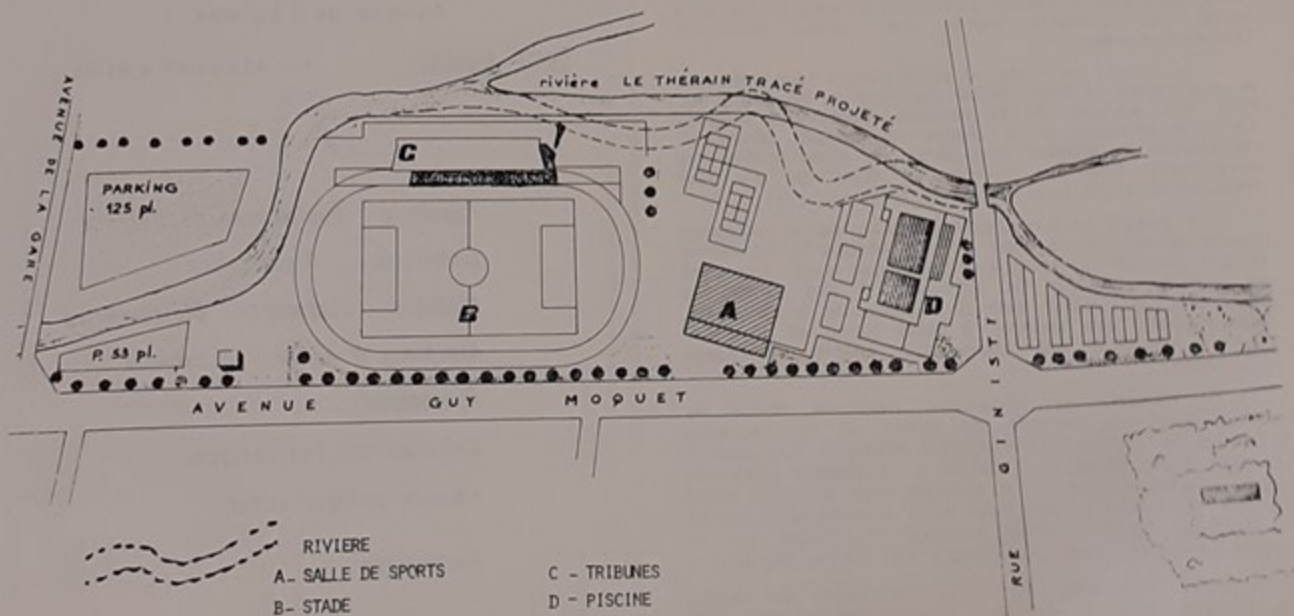 rivière LE THÉRAIN TRACÉ PROJETÉ
AVENUE DE LA GARE
C
PARKING
125 pl.
B
A
D
P. 53 pl.
AVENUE GUY MOQUET
RUE OINISTT
RIVIERE
A- SALLE DE SPORTS
B- STADE
C - TRIBUNES
D - PISCINE